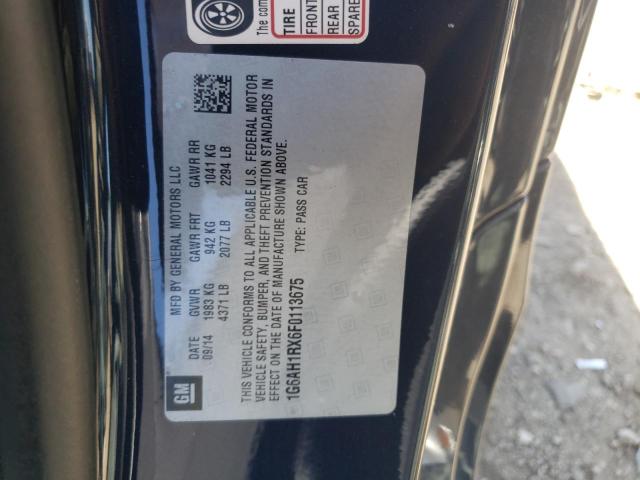 The com
TIRE
FRONT
REAR
SPARE
GM
MFD BY GENERAL MOTORS LLC
DATE GVWR GAWR FRT GAWR RR
09/14 1983 KG 942 KG 1041 KG
4371 LB 2077 LB 2294 LB
THIS VEHICLE CONFORMS TO ALL APPLICABLE U.S. FEDERAL MOTOR
VEHICLE SAFETY, BUMPER, AND THEFT PREVENTION STANDARDS IN
EFFECT ON THE DATE OF MANUFACTURE SHOWN ABOVE.
1G6AH1RX6F0113675 TYPE: PASS CAR